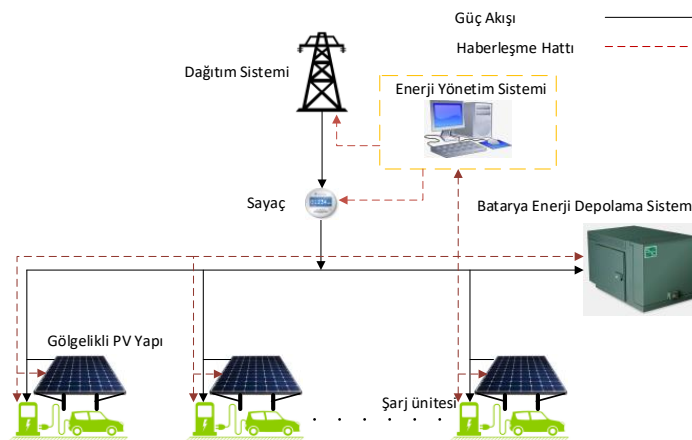 Güç Akışı
Haberleşme Hattı
Dağıtım Sistemi
Enerji Yönetim Sistemi
Sayaç
Batarya Enerji Depolama Sistem
Gölgelikli PV Yapı
Şarj ünitesi